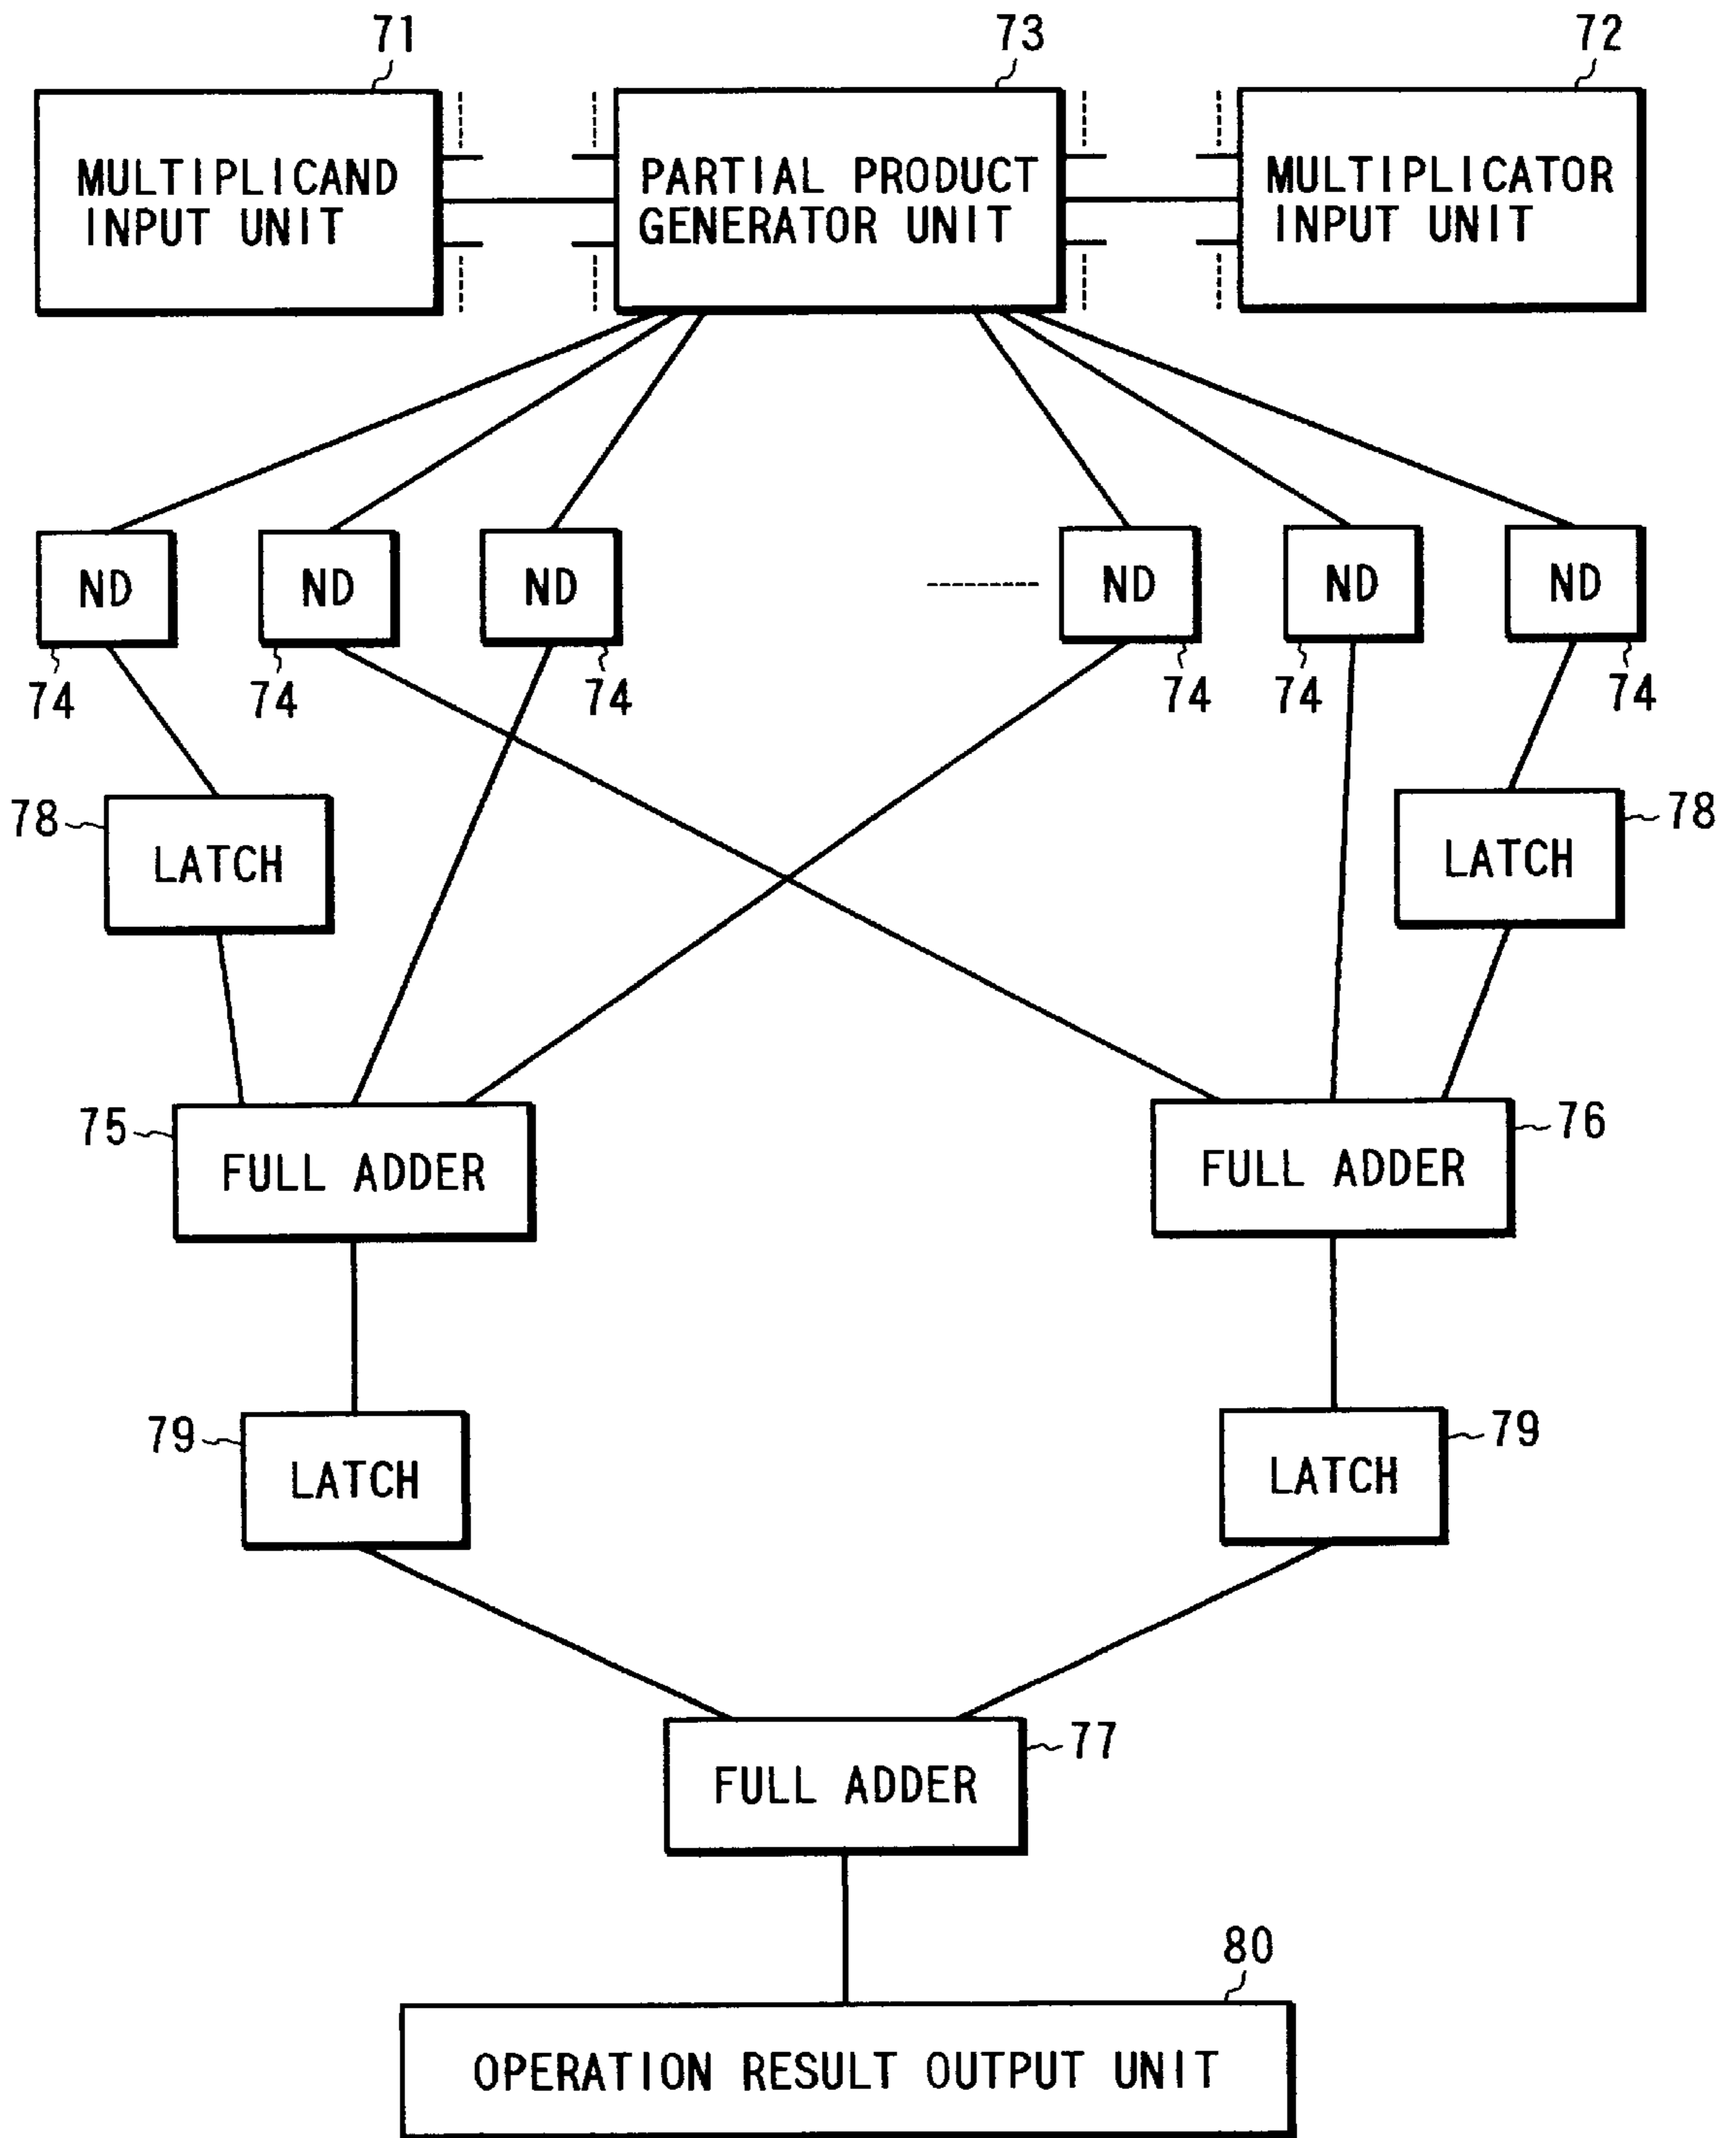 71
73
72
MULTIPLICAND
INPUT UNIT
PARTIAL PRODUCT
GENERATOR UNIT
MULTIPLICATOR
INPUT UNIT
ND
ND
ND
ND
ND
ND
74
74
74
74
74
74
78
LATCH
LATCH
78
75
FULL ADDER
FULL ADDER
76
79
LATCH
LATCH
79
FULL ADDER
77
80
OPERATION RESULT OUTPUT UNIT